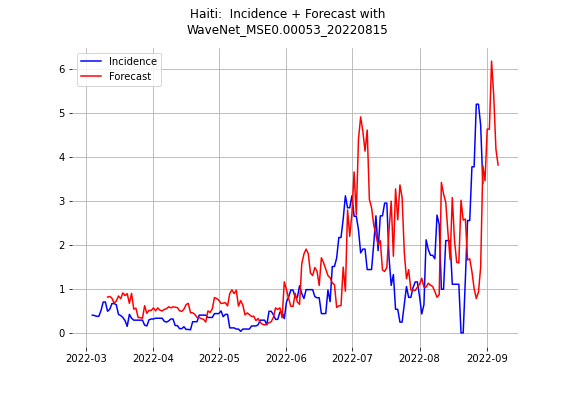 Haiti:  Incidence + Forecast with
WaveNet_MSE0.00053_20220815
Incidence
Forecast
6
5
4
3
2
1
0
2022-03 2022-04 2022-05 2022-06 2022-07 2022-08 2022-09